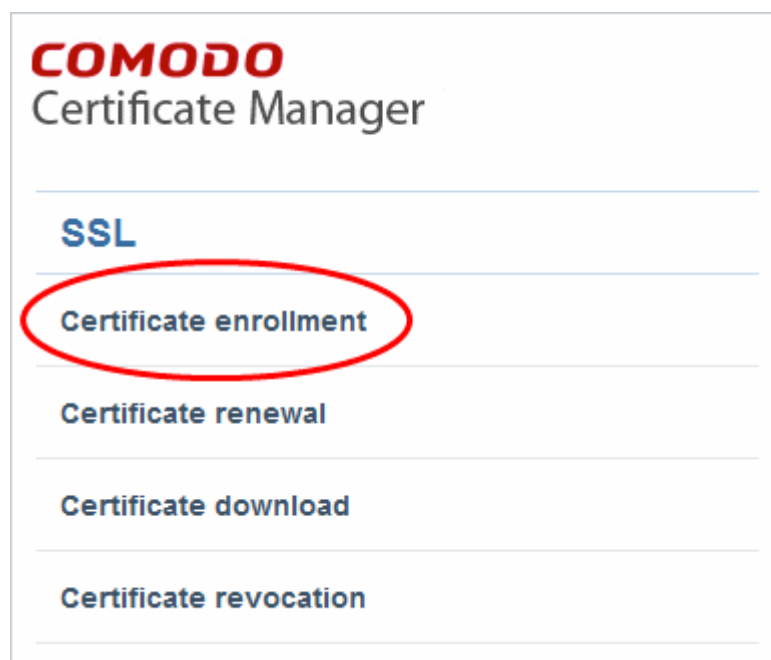 COMODO
Certificate Manager
SSL
Certificate enrollment
Certificate renewal
Certificate download
Certificate revocation